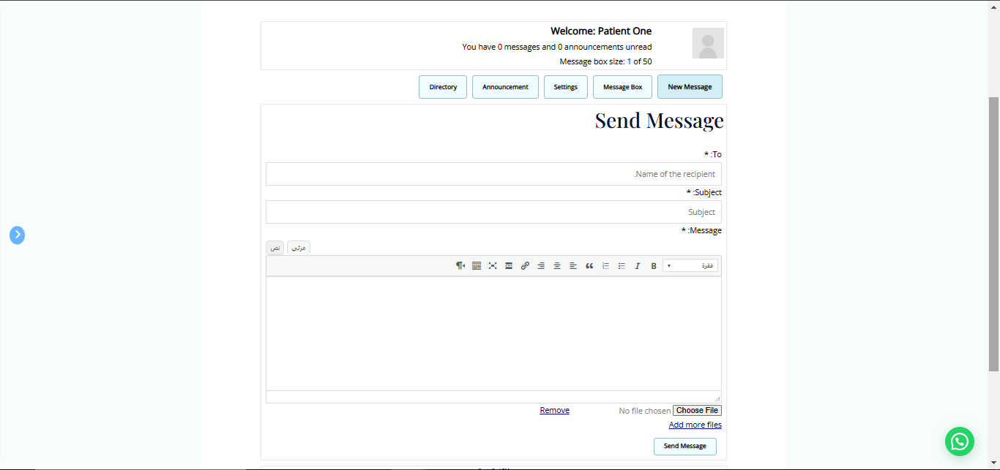 Welcome: Patient One
You have 0 messages and 0 announcements unread
Message box size: 1 of 50
Directory
Announcement
Settings
Message Box
New Message
Send Message
* :To
.Name of the recipient
* :Subject
Subject
* :Message
مرئي
نص
فقرة
Remove
No file chosen
Choose File
Add more files
Send Message